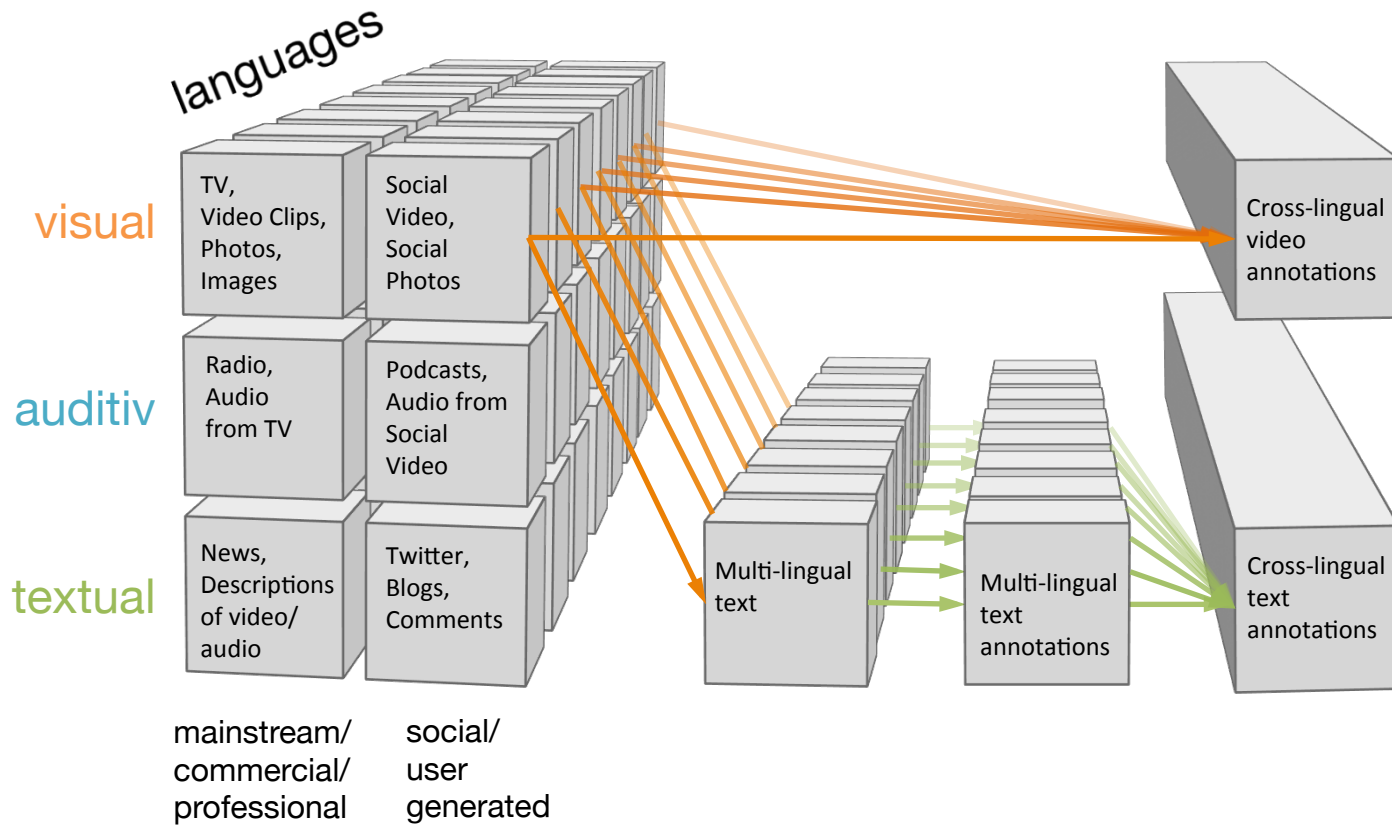 languages
visual
TV,
Video Clips,
Photos,
Images
Social
Video,
Social
Photos
Cross-lingual
video
annotations
auditiv
Radio,
Audio
from TV
Podcasts,
Audio from
Social
Video
textual
News,
Descriptions
of video/
audio
Twitter,
Blogs,
Comments
Multi-lingual
text
Multi-lingual
text
annotations
Cross-lingual
text
annotations
mainstream/
commercial/
professional
social/
user
generated